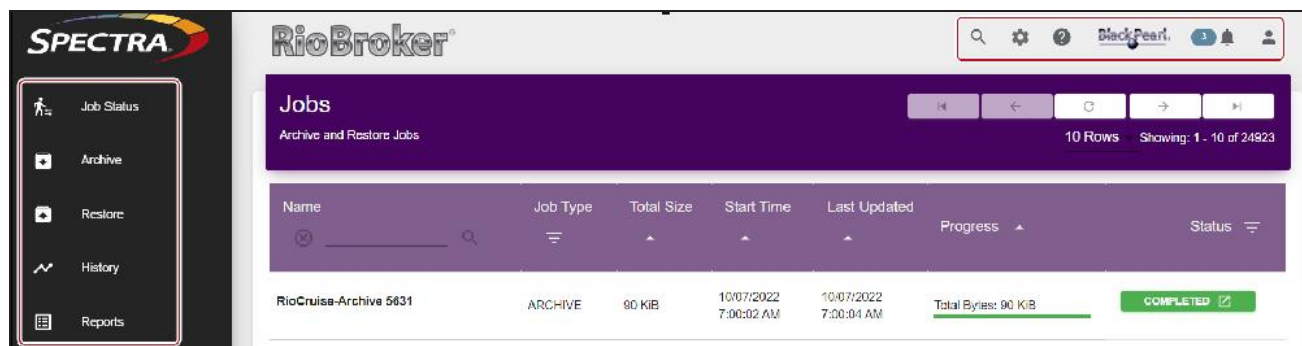 SPECTRA
RioBroker®
BlackPearl.
3
Job Status
Archive
Restore
History
Reports
Jobs
Archive and Restore Jobs
10 Rows
Showing: 1 - 10 of 24923
Name
Job Type
Total Size
Start Time
Last Updated
Progress
Status
RioCruise-Archive 5631
ARCHIVE
90 KiB
10/07/2022
7:00:02 AM
10/07/2022
7:00:04 AM
Total Bytes: 90 KiB
COMPLETED